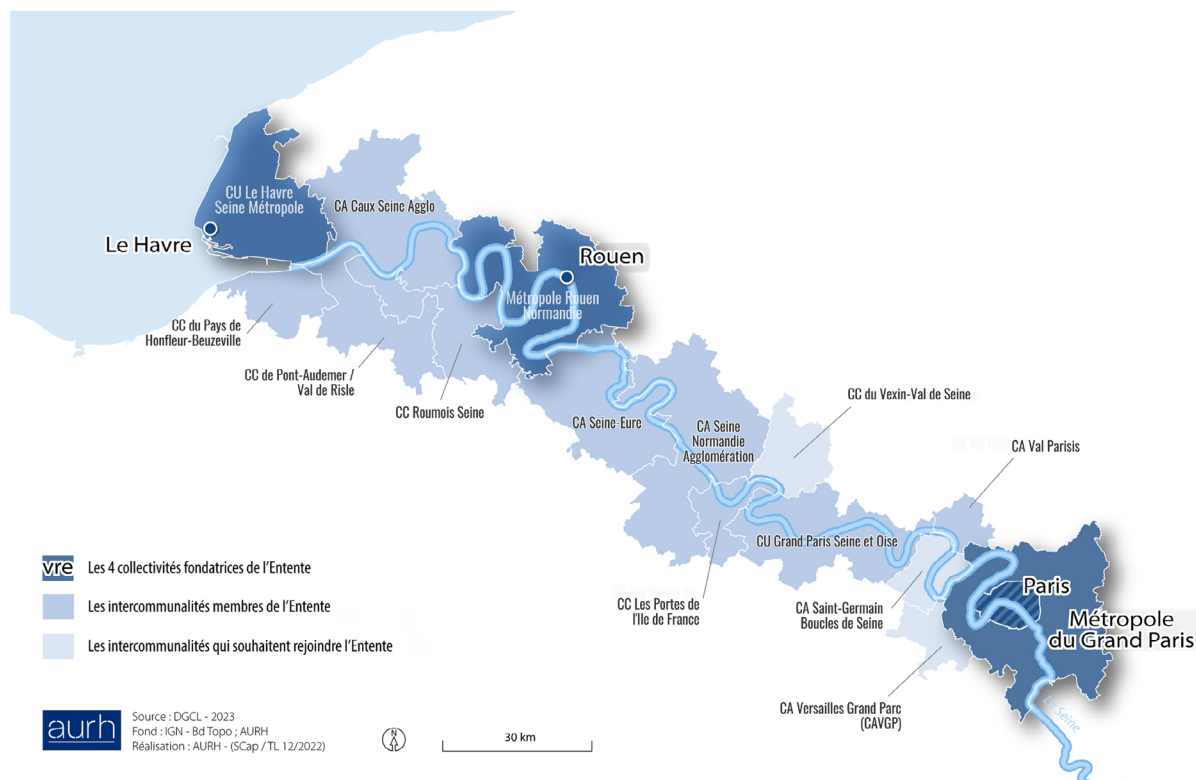 CU Le Havre
Seine Métropole
CA Caux Seine Agglo
Le Havre
Rouen
Métropole Rouen
Normandie
CC du Pays de
Honfleur-Beuzeville
CC de Pont-Audemer /
Val de Risle
CC Roumois Seine
CA Seine-Eure
CA Seine
Normandie
Agglomération
CC du Vexin-Val de Seine
CA Val Parisis
CU Grand Paris Seine et Oise
CC Les Portes de
l'Ile de France
CA Saint-Germain
Boucles de Seine
Paris
Métropole
du Grand Paris
CA Versailles Grand Parc
(CAVGP)
La Seine
vre Les 4 collectivités fondatrices de l'Entente
Les intercommunalités membres de l'Entente
Les intercommunalités qui souhaitent rejoindre l'Entente
aurh
Source : DGCL - 2023
Fond : IGN - Bd Topo ; AURH
Réalisation : AURH - (SCap / TL 12/2022)
N
30 km